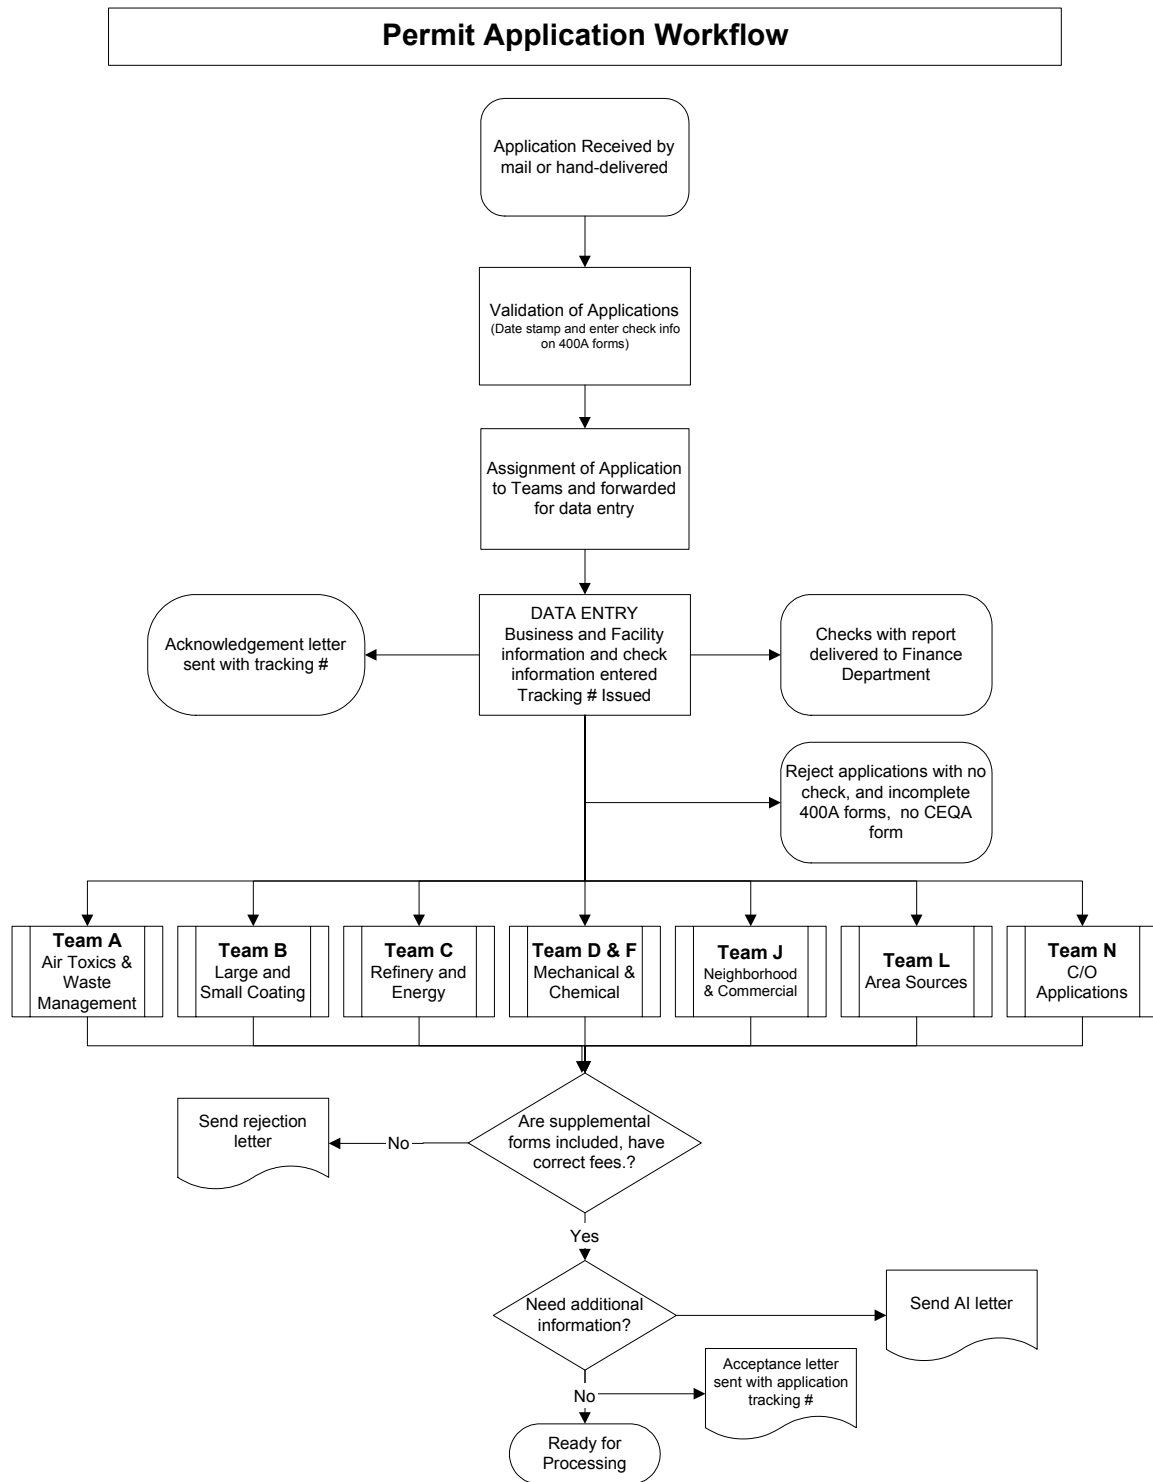 Permit Application Workflow
Application Received by
mail or hand-delivered
Validation of Applications
(Date stamp and enter check info
on 400A forms)
Assignment of Application
to Teams and forwarded
for data entry
DATA ENTRY
Business and Facility
information and check
information entered
Tracking # Issued
Acknowledgement letter
sent with tracking #
Checks with report
delivered to Finance
Department
Reject applications with no
check, and incomplete
400A forms,  no CEQA
form
Team A
Air Toxics &
Waste
Management
Team B
Large and
Small Coating
Team C
Refinery and
Energy
Team D & F
Mechanical &
Chemical
Team J
Neighborhood
& Commercial
Team L
Area Sources
Team N
C/O
Applications
Are supplemental
forms included, have
correct fees.?
No
Send rejection
letter
Yes
Need additional
information?
Send AI letter
No
Acceptance letter
sent with application
tracking #
Ready for
Processing